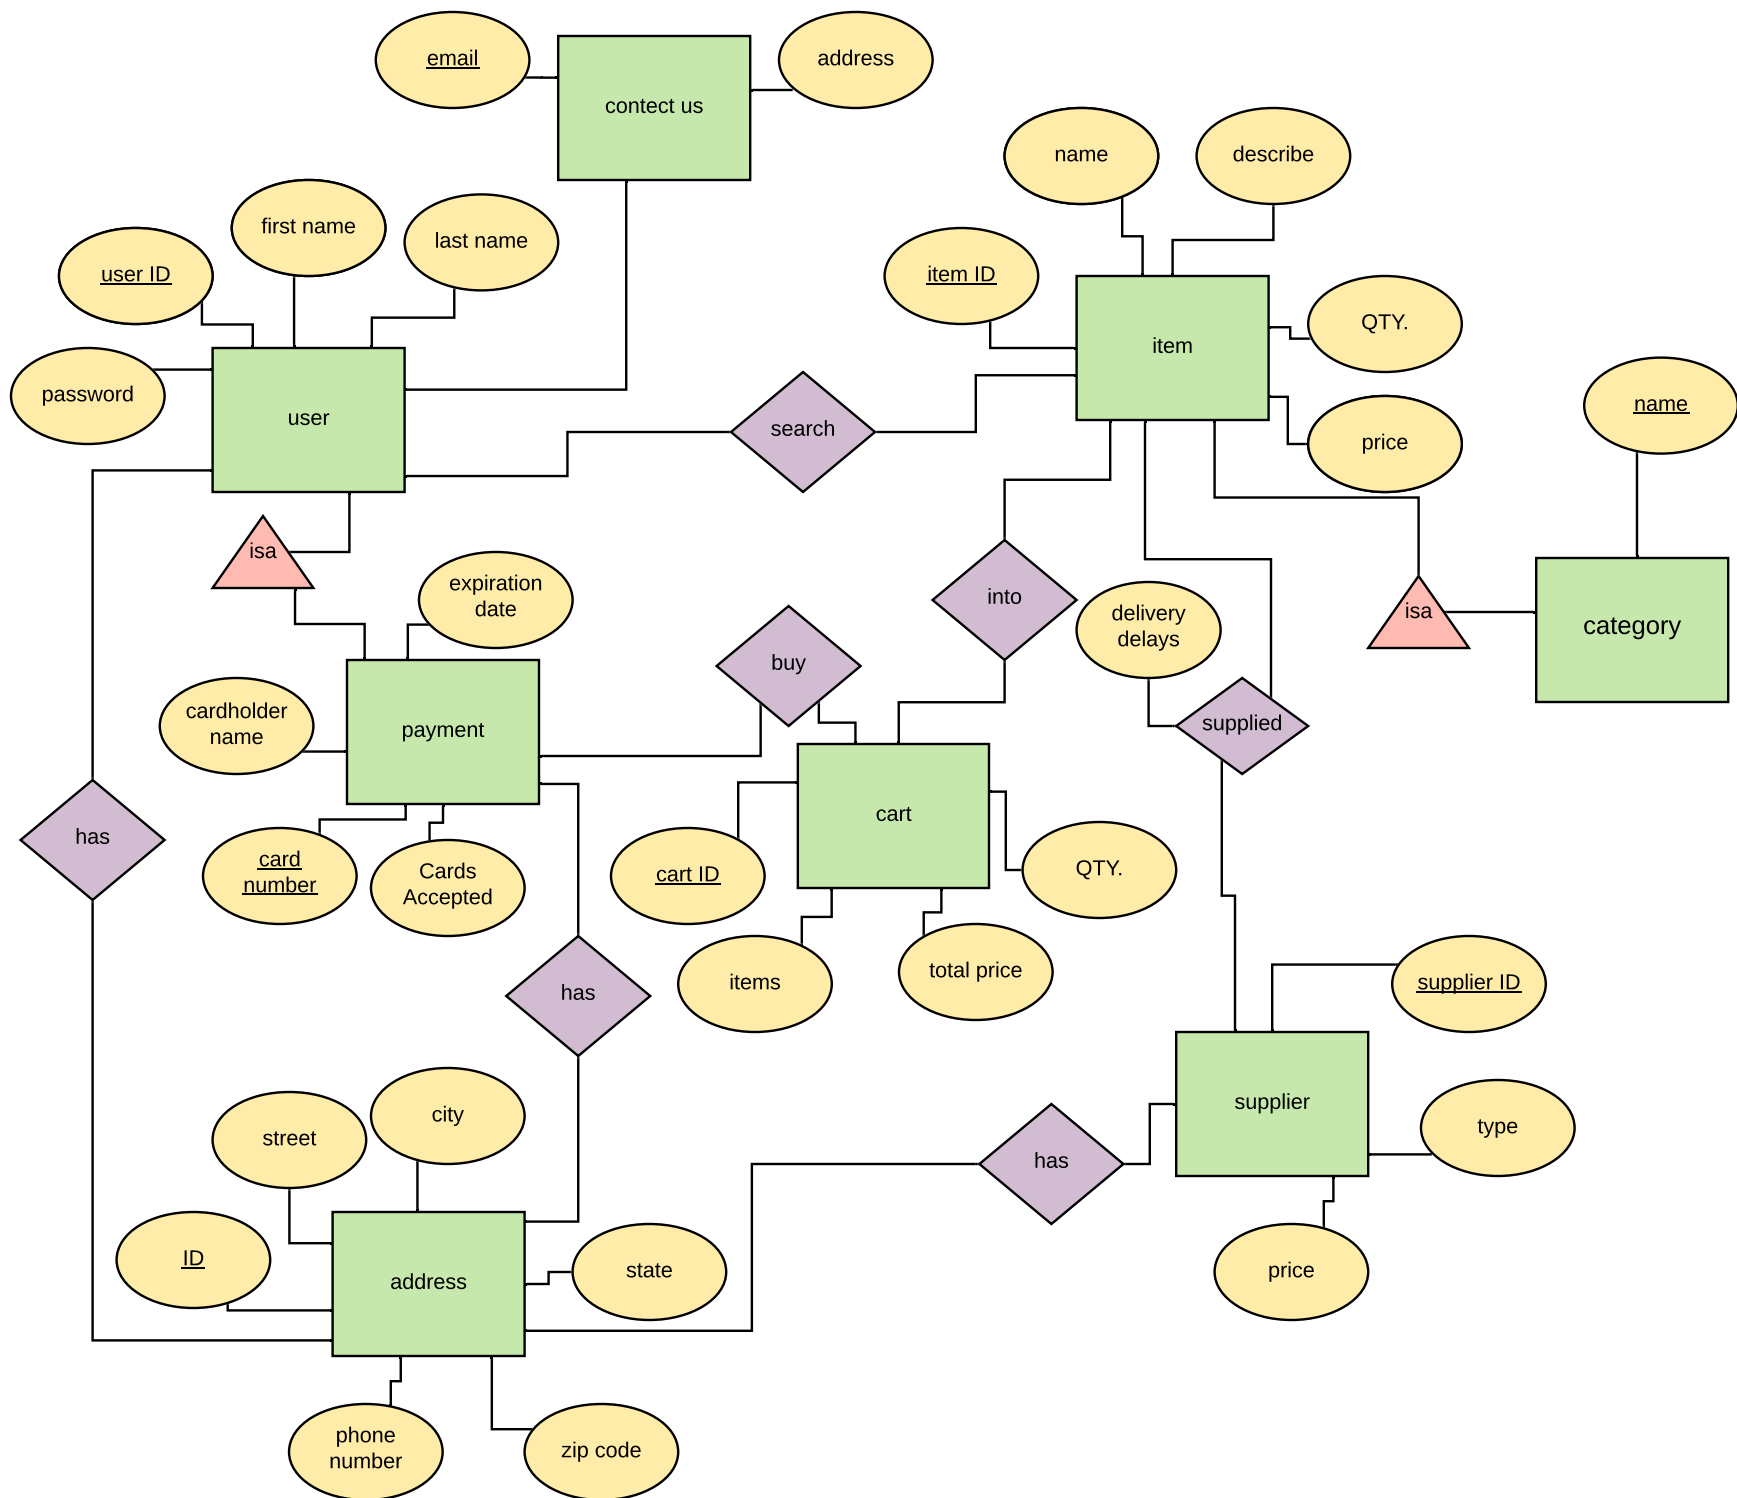 email
contect us
address
name
describe
user ID
first name
last name
item ID
QTY.
item
password
user
search
price
name
isa
expiration
date
into
delivery
delays
isa
category
buy
cardholder
name
payment
supplied
has
card
number
Cards
Accepted
cart
cart ID
QTY.
items
total price
has
supplier ID
street
city
supplier
type
has
ID
address
state
price
phone
number
zip code